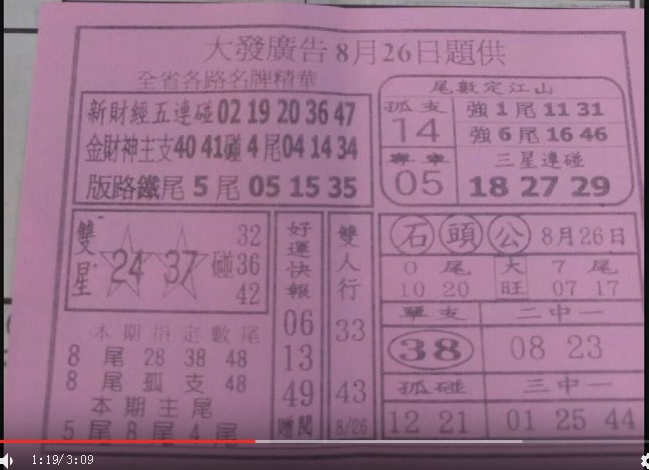 大發廣告8月26日題供
全省各路名牌精華
新財經五連碰 02 19 20 36 47
金財神主支 40 41 碰 4 尾 04 14 34
版路鐵尾 5 尾 05 15 35
尾數定江山
孤支
14
強 1 尾 11 31
強 6 尾 16 46
05
三星連碰
18 27 29
雙星
24 37 碰
32
36
42
本期指定數尾
8 尾 28 38 48
8 尾 孤支 48
本期主尾
5 尾 8 尾 4 尾
好運快報
06
13
49
贈閱
雙人行
33
43
8/26
石頭公 8月26日
0 尾
10 20
大旺
7 尾
07 17
單支
38
二中一
08 23
孤碰
12 21
三中一
01 25 44
1:19/3:09